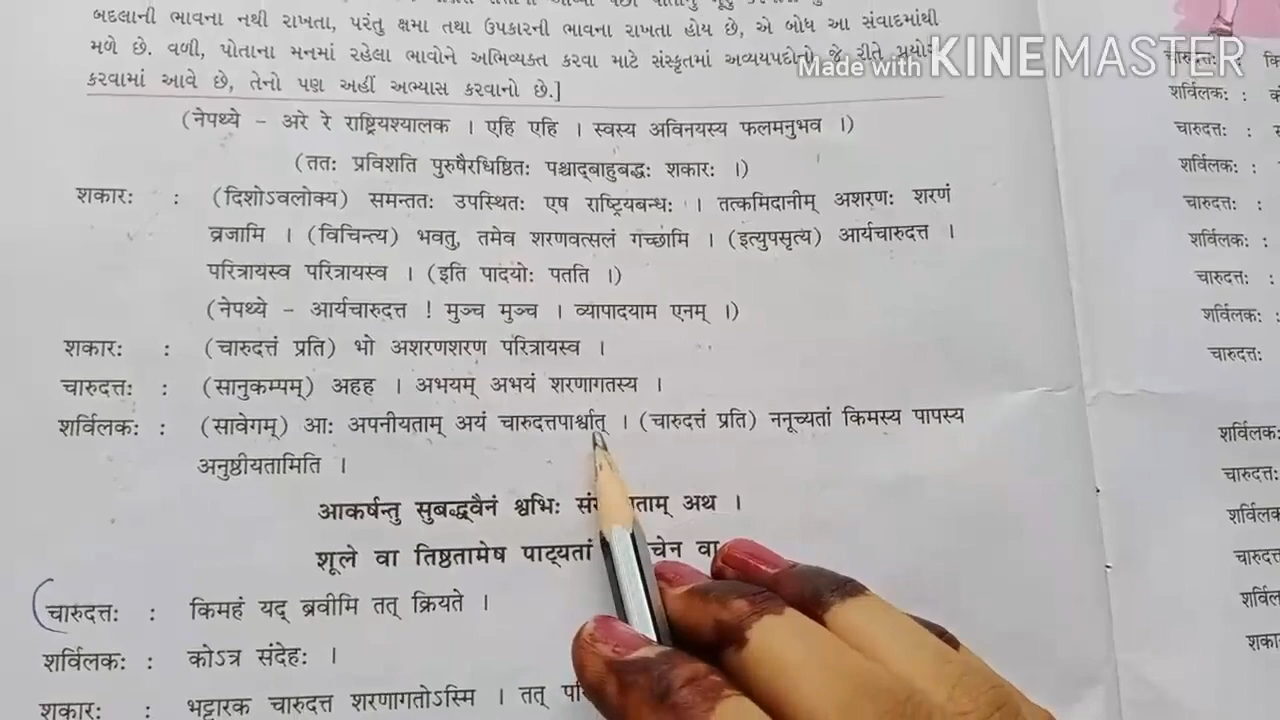 બદલાની ભાવના નથી રાખતા, પરંતુ ક્ષમા તથા ઉપકારની ભાવના રાખતા હોય છે, એ બોધ આ સંવાદમાંથી
મળે છે. વળી, પોતાના મનમાં રહેલા ભાવોને અભિવ્યક્ત કરવા માટે સંસ્કૃતમાં અવ્યયપદોનો જે રીતે પ્રયોગ
Made with KINEMASTER
કરવામાં આવે છે, તેનો પણ અહીં અભ્યાસ કરવાનો છે.]
(नेपथ्ये - अरे रे राष्ट्रियश्यालक । एहि एहि । स्वस्य अविनयस्य फलमनुभव ।)
(ततः प्रविशति पुरुषैरधिष्ठितः पश्चाद्बाहुबद्धः शकारः ।)
शकारः : (दिशोऽवलोक्य) समन्ततः उपस्थितः एष राष्ट्रियबन्धः । तत्कमिदानीम् अशरणः शरणं
व्रजामि । (विचिन्त्य) भवतु, तमेव शरणवत्सलं गच्छामि । (इत्युपसृत्य) आर्यचारुदत्त ।
परित्रायस्व परित्रायस्व । (इति पादयोः पतति ।)
(नेपथ्ये - आर्यचारुदत्त ! मुञ्च मुञ्च । व्यापादयाम एनम् ।)
शकारः : (चारुदत्तं प्रति) भो अशरणशरण परित्रायस्व ।
चारुदत्तः : (सानुकम्पम्) अहह । अभयम् अभयं शरणागतस्य ।
शर्विलकः : (सावेगम्) आः अपनीयताम् अयं चारुदत्तपार्श्वात् । (चारुदत्तं प्रति) ननूच्यतां किमस्य पापस्य
अनुष्ठीयतामिति ।
आकर्षन्तु सुबद्ध्वैनं श्वभिः अथ ।
शूले वा तिष्ठतामेष पाट्यतां वा
चारुदत्तः : किमहं यद् ब्रवीमि तत् क्रियते ।
शर्विलकः : कोऽत्र संदेहः ।
शकारः : भट्टारक चारुदत्त शरणागतोऽस्मि । तत्
चारुदत्तः :
शर्विलकः :
चारुदत्तः :
शर्विलकः :
चारुदत्तः :
शर्विलकः :
चारुदत्तः :
शर्विलकः :
चारुदत्तः
शर्विलकः
चारुदत्तः